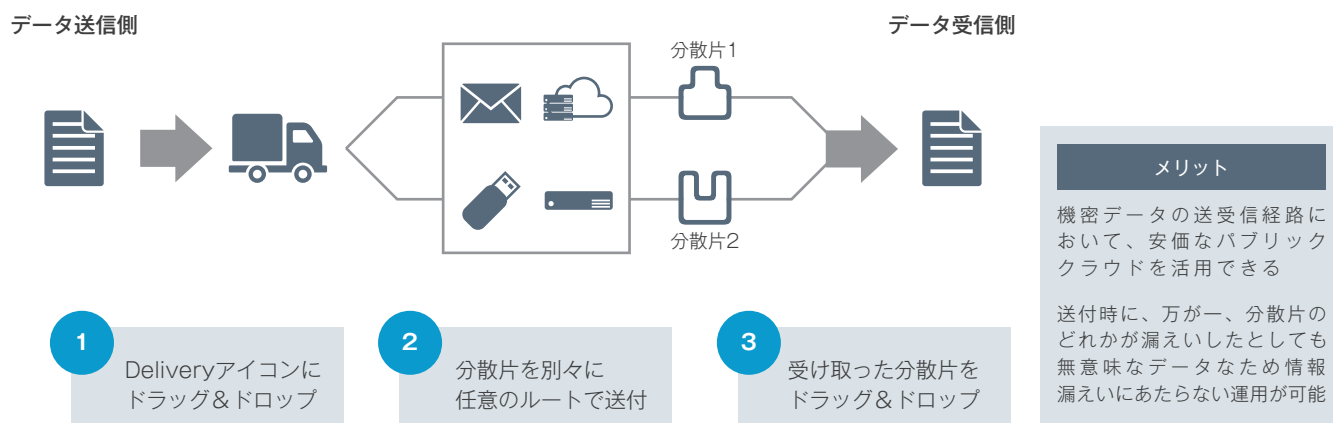 データ送信側
データ受信側
分散片1
分散片2
1
Deliveryアイコンに
ドラッグ&ドロップ
2
分散片を別々に
任意のルートで送付
3
受け取った分散片を
ドラッグ&ドロップ
メリット
機密データの送受信経路に
おいて、安価なパブリック
クラウドを活用できる
送付時に、万が一、分散片の
どれかが漏えいしたとしても
無意味なデータなため情報
漏えいにあたらない運用が可能